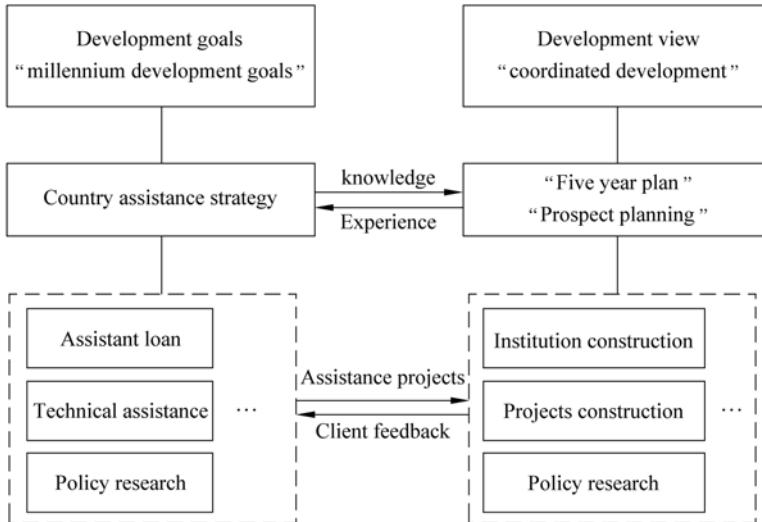 Development goals
“millennium development goals”
Development view
“coordinated development”
Country assistance strategy
knowledge
Experience
“Five year plan”
“Prospect planning”
Assistant loan
Technical assistance
...
Policy research
Assistance projects
Client feedback
Institution construction
Projects construction
...
Policy research